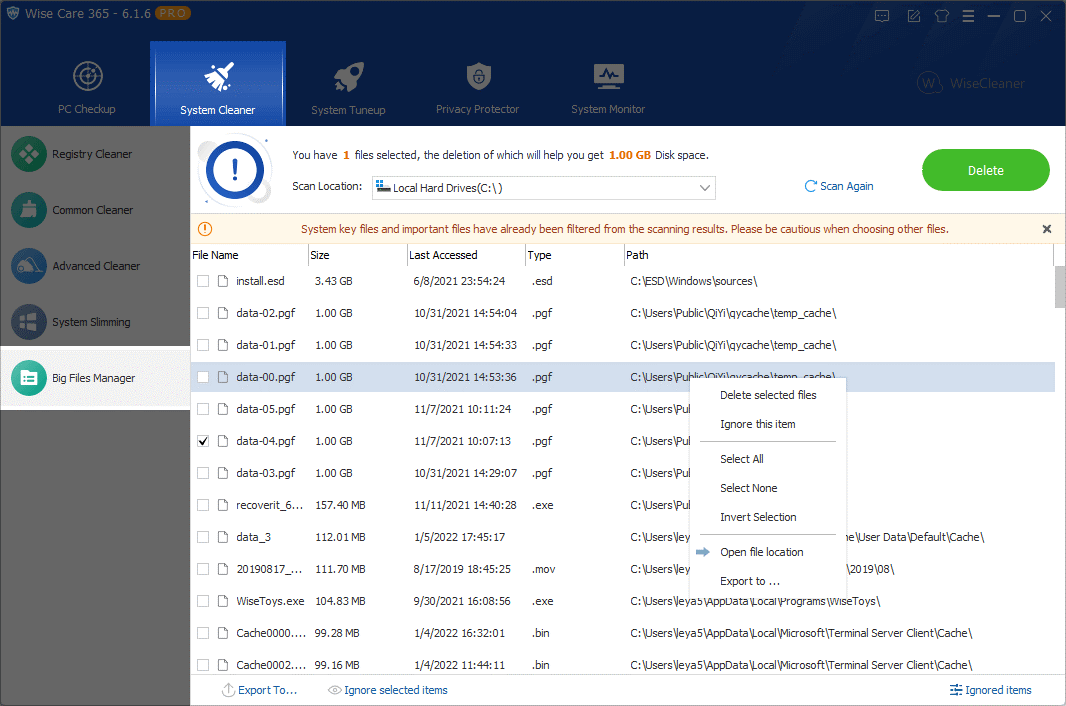 Wise Care 365 - 6.1.6 PRO
PC Checkup
System Cleaner
System Tuneup
Privacy Protector
System Monitor
W WiseCleaner
Registry Cleaner
Common Cleaner
Advanced Cleaner
System Slimming
Big Files Manager
You have 1 files selected, the deletion of which will help you get 1.00 GB Disk space.
Scan Location: Local Hard Drives(C:\)
Scan Again
Delete
System key files and important files have already been filtered from the scanning results. Please be cautious when choosing other files.
File Name Size Last Accessed Type Path
install.esd 3.43 GB 6/8/2021 23:54:24 .esd C:\ESD\Windows\sources\
data-02.pgf 1.00 GB 10/31/2021 14:54:04 .pgf C:\Users\Public\QiYi\qycache\temp_cache\
data-01.pgf 1.00 GB 10/31/2021 14:54:33 .pgf C:\Users\Public\QiYi\qycache\temp_cache\
data-00.pgf 1.00 GB 10/31/2021 14:53:36 .pgf C:\Users\Public\QiYi\qycache\temp_cache\
data-05.pgf 1.00 GB 11/7/2021 10:11:24 .pgf C:\Users\Pul
data-04.pgf 1.00 GB 11/7/2021 10:07:13 .pgf C:\Users\Pul
data-03.pgf 1.00 GB 10/31/2021 14:29:07 .pgf C:\Users\Pul
recoverit_6... 157.40 MB 11/11/2021 14:40:28 .exe C:\Users\Pul
data_3 112.01 MB 1/5/2022 17:45:17 C:\Users\ley ne\User Data\Default\Cache\
20190817_... 111.70 MB 8/17/2019 18:45:25 .mov C:\Users\ley \2019\08\
WiseToys.exe 104.83 MB 9/30/2021 16:08:56 .exe C:\Users\leya5\AppData\Local\Programs\WiseToys\
Cache0000.... 99.28 MB 1/4/2022 16:32:01 .bin C:\Users\leya5\AppData\Local\Microsoft\Terminal Server Client\Cache\
Cache0002.... 99.16 MB 1/4/2022 11:44:11 .bin C:\Users\leya5\AppData\Local\Microsoft\Terminal Server Client\Cache\
Delete selected files
Ignore this item
Select All
Select None
Invert Selection
Open file location
Export to ...
Export To...
Ignore selected items
Ignored items